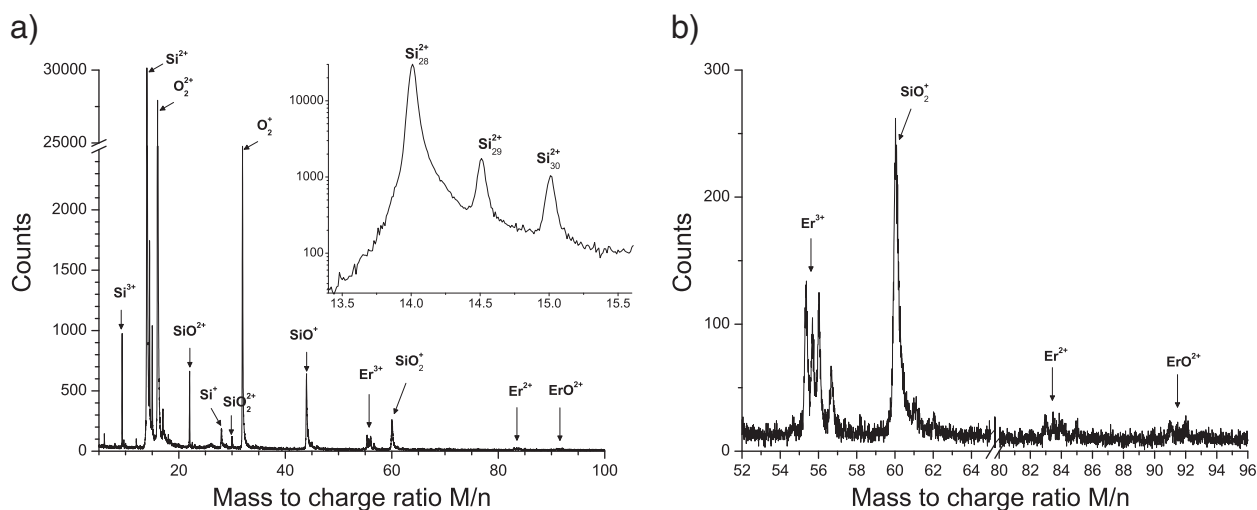 a)
Counts
30000
25000
2000
1500
1000
500
0
20
40
60
80
100
Mass to charge ratio M/n
Si³⁺
Si²⁺
O₂²⁺
SiO²⁺
Si⁺
SiO₂²⁺
O₂⁺
SiO⁺
Er³⁺
SiO₂⁺
Er²⁺
ErO²⁺
10000
1000
100
13.5
14.0
14.5
15.0
15.5
Si₂₈²⁺
Si₂₉²⁺
Si₃₀²⁺
b)
Counts
300
200
100
0
52
54
56
58
60
62
64
80
82
84
86
88
90
92
94
96
Mass to charge ratio M/n
Er³⁺
SiO₂⁺
Er²⁺
ErO²⁺